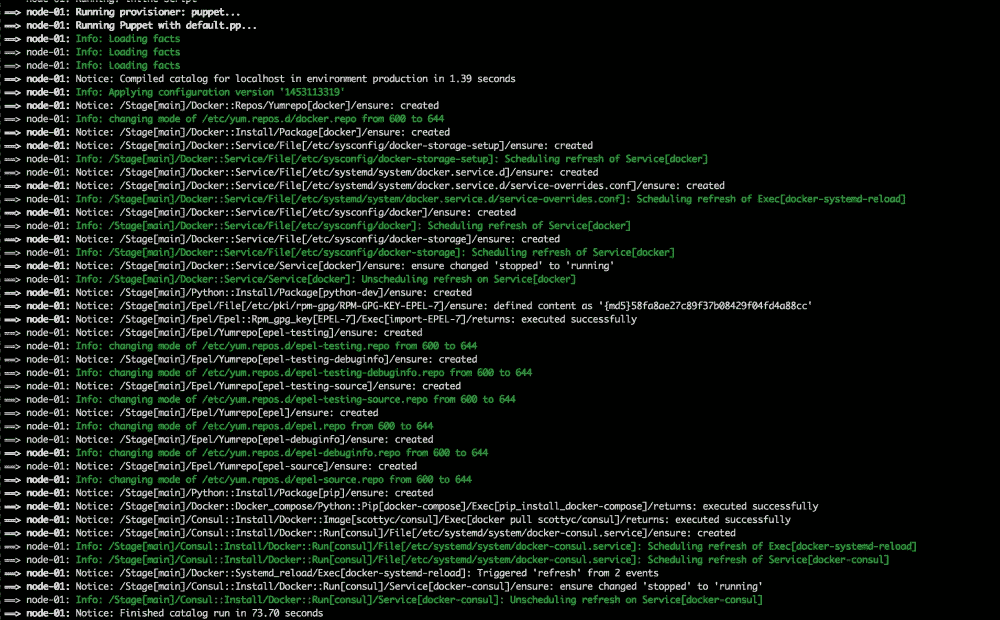 ==> node-01: Running provisioner: puppet...
==> node-01: Running Puppet with default.pp...
==> node-01: Info: Loading facts
==> node-01: Info: Loading facts
==> node-01: Info: Loading facts
==> node-01: Notice: Compiled catalog for localhost in environment production in 1.39 seconds
==> node-01: Info: Applying configuration version '1453113319'
==> node-01: Notice: /Stage[main]/Docker::Repos/Yumrepo[docker]/ensure: created
==> node-01: Info: changing mode of /etc/yum.repos.d/docker.repo from 600 to 644
==> node-01: Notice: /Stage[main]/Docker::Install/Package[docker]/ensure: created
==> node-01: Notice: /Stage[main]/Docker::Service/File[/etc/sysconfig/docker-storage-setup]/ensure: created
==> node-01: Info: /Stage[main]/Docker::Service/File[/etc/sysconfig/docker-storage-setup]: Scheduling refresh of Service[docker]
==> node-01: Notice: /Stage[main]/Docker::Service/File[/etc/systemd/system/docker.service.d]/ensure: created
==> node-01: Notice: /Stage[main]/Docker::Service/File[/etc/systemd/system/docker.service.d/service-overrides.conf]/ensure: created
==> node-01: Info: /Stage[main]/Docker::Service/File[/etc/systemd/system/docker.service.d/service-overrides.conf]: Scheduling refresh of Exec[docker-systemd-reload]
==> node-01: Notice: /Stage[main]/Docker::Service/File[/etc/sysconfig/docker]/ensure: created
==> node-01: Info: /Stage[main]/Docker::Service/File[/etc/sysconfig/docker]: Scheduling refresh of Service[docker]
==> node-01: Notice: /Stage[main]/Docker::Service/File[/etc/sysconfig/docker-storage]/ensure: created
==> node-01: Info: /Stage[main]/Docker::Service/File[/etc/sysconfig/docker-storage]: Scheduling refresh of Service[docker]
==> node-01: Notice: /Stage[main]/Docker::Service/Service[docker]/ensure: ensure changed 'stopped' to 'running'
==> node-01: Info: /Stage[main]/Docker::Service/Service[docker]: Unscheduling refresh on Service[docker]
==> node-01: Notice: /Stage[main]/Python::Install/Package[python-dev]/ensure: created
==> node-01: Notice: /Stage[main]/Epel/File[/etc/pki/rpm-gpg/RPM-GPG-KEY-EPEL-7]/ensure: defined content as '{md5}58fa8ae27c89f37b08429f04fd4a88cc'
==> node-01: Notice: /Stage[main]/Epel/Epel::Rpm_gpg_key[EPEL-7]/Exec[import-EPEL-7]/returns: executed successfully
==> node-01: Notice: /Stage[main]/Epel/Yumrepo[epel-testing]/ensure: created
==> node-01: Info: changing mode of /etc/yum.repos.d/epel-testing.repo from 600 to 644
==> node-01: Notice: /Stage[main]/Epel/Yumrepo[epel-testing-debuginfo]/ensure: created
==> node-01: Info: changing mode of /etc/yum.repos.d/epel-testing-debuginfo.repo from 600 to 644
==> node-01: Notice: /Stage[main]/Epel/Yumrepo[epel-testing-source]/ensure: created
==> node-01: Info: changing mode of /etc/yum.repos.d/epel-testing-source.repo from 600 to 644
==> node-01: Notice: /Stage[main]/Epel/Yumrepo[epel]/ensure: created
==> node-01: Info: changing mode of /etc/yum.repos.d/epel.repo from 600 to 644
==> node-01: Notice: /Stage[main]/Epel/Yumrepo[epel-debuginfo]/ensure: created
==> node-01: Info: changing mode of /etc/yum.repos.d/epel-debuginfo.repo from 600 to 644
==> node-01: Notice: /Stage[main]/Epel/Yumrepo[epel-source]/ensure: created
==> node-01: Info: changing mode of /etc/yum.repos.d/epel-source.repo from 600 to 644
==> node-01: Notice: /Stage[main]/Python::Install/Package[pip]/ensure: created
==> node-01: Notice: /Stage[main]/Docker::Docker_compose/Python::Pip[docker-compose]/Exec[pip_install_docker-compose]/returns: executed successfully
==> node-01: Notice: /Stage[main]/Consul::Install/Docker::Image[scottyc/consul]/Exec[docker pull scottyc/consul]/returns: executed successfully
==> node-01: Notice: /Stage[main]/Consul::Install/Docker::Run[consul]/File[/etc/systemd/system/docker-consul.service]/ensure: created
==> node-01: Info: /Stage[main]/Consul::Install/Docker::Run[consul]/File[/etc/systemd/system/docker-consul.service]: Scheduling refresh of Exec[docker-systemd-reload]
==> node-01: Info: /Stage[main]/Consul::Install/Docker::Run[consul]/File[/etc/systemd/system/docker-consul.service]: Scheduling refresh of Service[docker-consul]
==> node-01: Notice: /Stage[main]/Docker::Systemd_reload/Exec[docker-systemd-reload]: Triggered 'refresh' from 2 events
==> node-01: Notice: /Stage[main]/Consul::Install/Docker::Run[consul]/Service[docker-consul]/ensure: ensure changed 'stopped' to 'running'
==> node-01: Info: /Stage[main]/Consul::Install/Docker::Run[consul]/Service[docker-consul]: Unscheduling refresh on Service[docker-consul]
==> node-01: Notice: Finished catalog run in 73.70 seconds